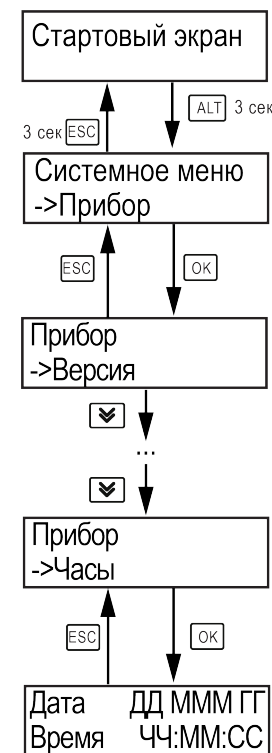 Стартовый экран
ALT 3 сек
3 сек ESC
Системное меню
->Прибор
ESC OK
Прибор
->Версия
...
Прибор
->Часы
ESC OK
Дата ДД МММ ГГ
Время ЧЧ:ММ:СС